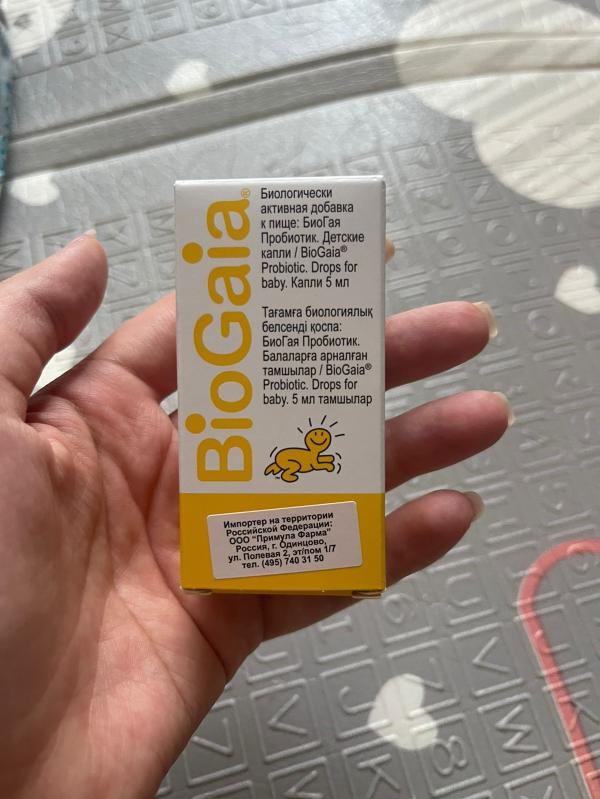 BioGaia®
Биологически
активная добавка
к пище: БиоГая
Пробиотик. Детские
капли / BioGaia®
Probiotic. Drops for
baby. Капли 5 мл
Тағамға биологиялық
белсенді қоспа:
БиоГая Пробиотик.
Балаларға арналған
тамшылар / BioGaia®
Probiotic. Drops for
baby. 5 мл тамшылар
Импортер на территории
Российской Федерации:
ООО "Примула Фарма"
Россия, г. Одинцово,
ул. Полевая 2, эт/пом 1/7
тел. (495) 740 31 50